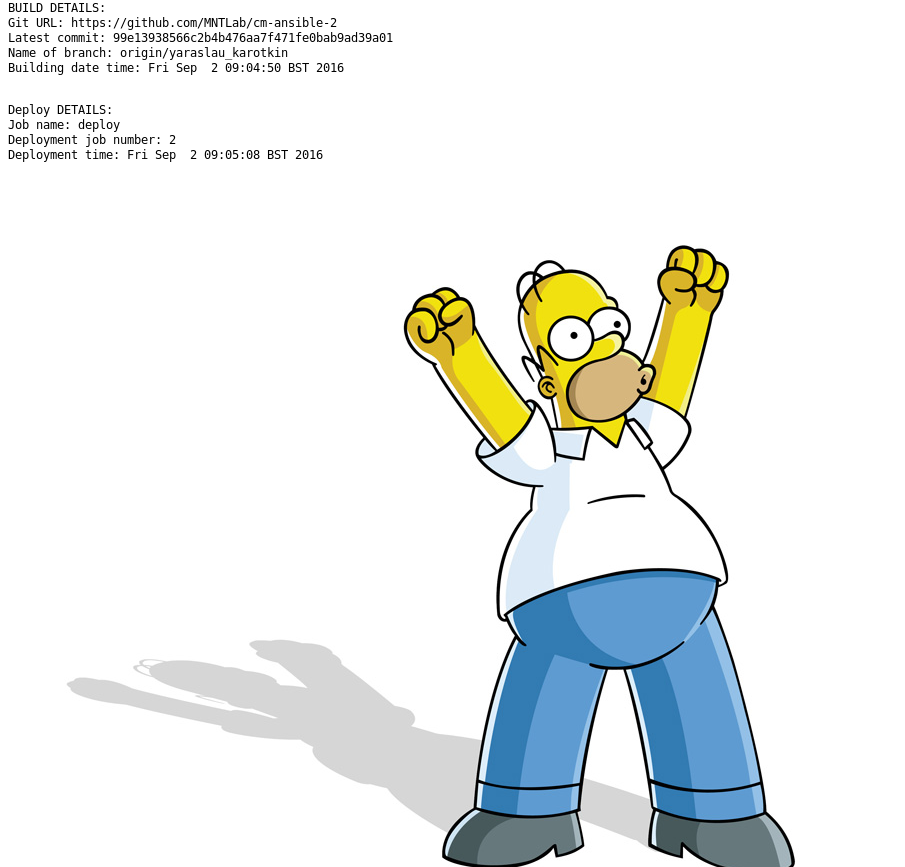 BUILD DETAILS:
Git URL: https://github.com/MNTLab/cm-ansible-2
Latest commit: 99e13938566c2b4b476aa7f471fe0bab9ad39a01
Name of branch: origin/yaraslau_karotkin
Building date time: Fri Sep  2 09:04:50 BST 2016
Deploy DETAILS:
Job name: deploy
Deployment job number: 2
Deployment time: Fri Sep  2 09:05:08 BST 2016